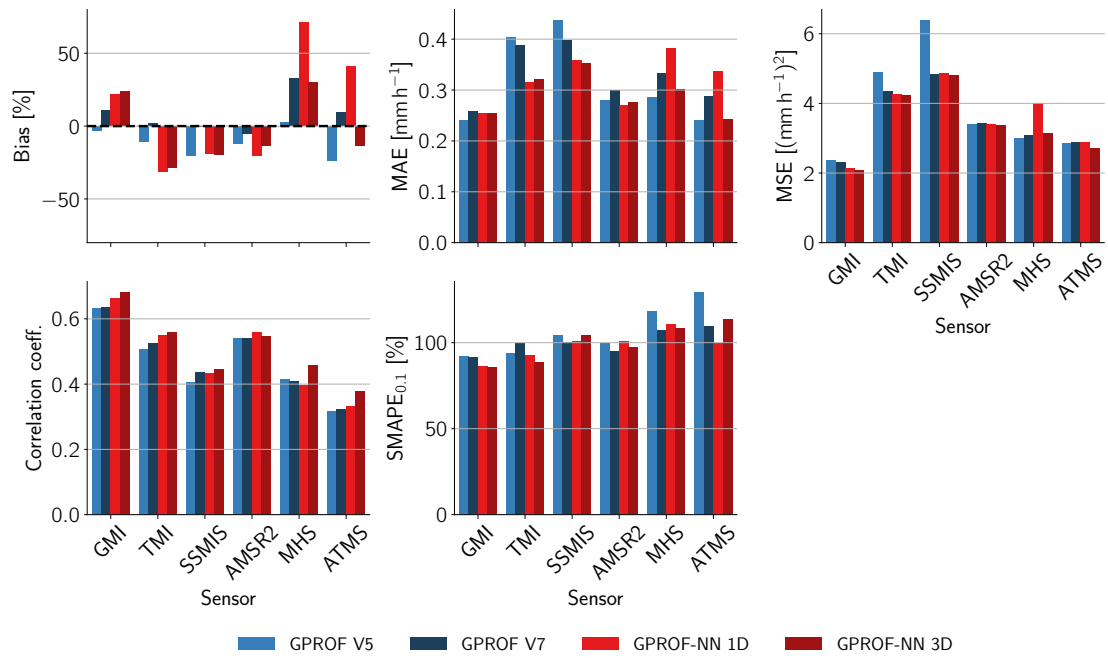 50
0
−50
Bias [%]
0.4
0.3
0.2
0.1
0.0
MAE [mm h⁻¹]
6
4
2
0
MSE [(mm h⁻¹)²]
GMI
TMI
SSMIS
AMSR2
MHS
ATMS
Sensor
0.6
0.4
0.2
0.0
Correlation coeff.
GMI
TMI
SSMIS
AMSR2
MHS
ATMS
Sensor
100
50
0
SMAPE₀.₁ [%]
GMI
TMI
SSMIS
AMSR2
MHS
ATMS
Sensor
GPROF V5 GPROF V7 GPROF-NN 1D GPROF-NN 3D